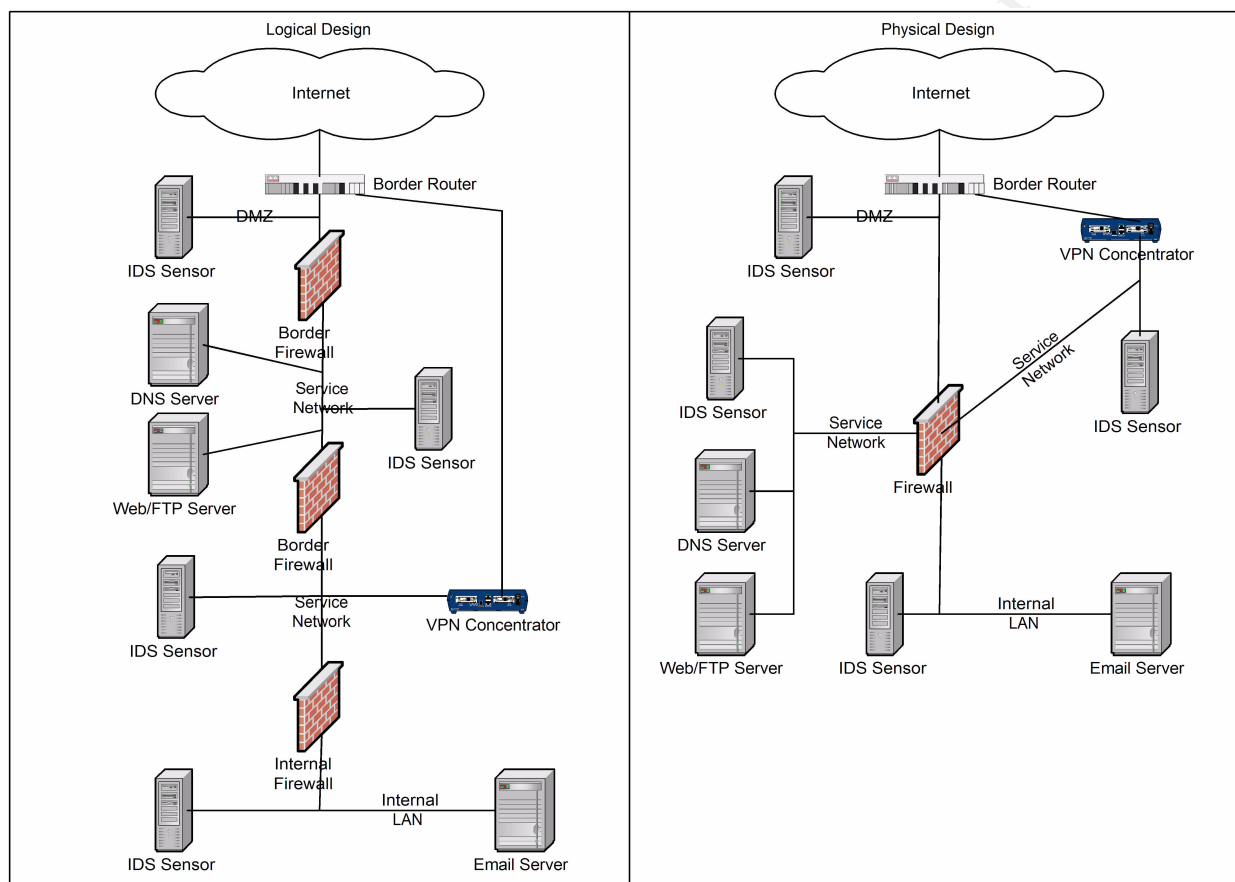 Logical Design
Internet
Border Router
DMZ
IDS Sensor
Border
Firewall
DNS Server
Service
Network
IDS Sensor
Web/FTP Server
Border
Firewall
Service
Network
VPN Concentrator
IDS Sensor
Internal
Firewall
Internal
LAN
IDS Sensor
Email Server
Physical Design
Internet
Border Router
DMZ
VPN Concentrator
IDS Sensor
Service
Network
IDS Sensor
IDS Sensor
Service
Network
Firewall
DNS Server
Internal
LAN
Web/FTP Server
IDS Sensor
Email Server